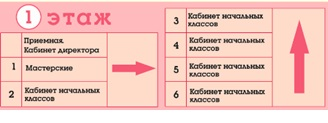 1 этаж
Приемная.
Кабинет директора
1 Мастерские
2 Кабинет начальных
классов
3 Кабинет начальных
классов
4 Кабинет начальных
классов
5 Кабинет начальных
классов
6 Кабинет начальных
классов